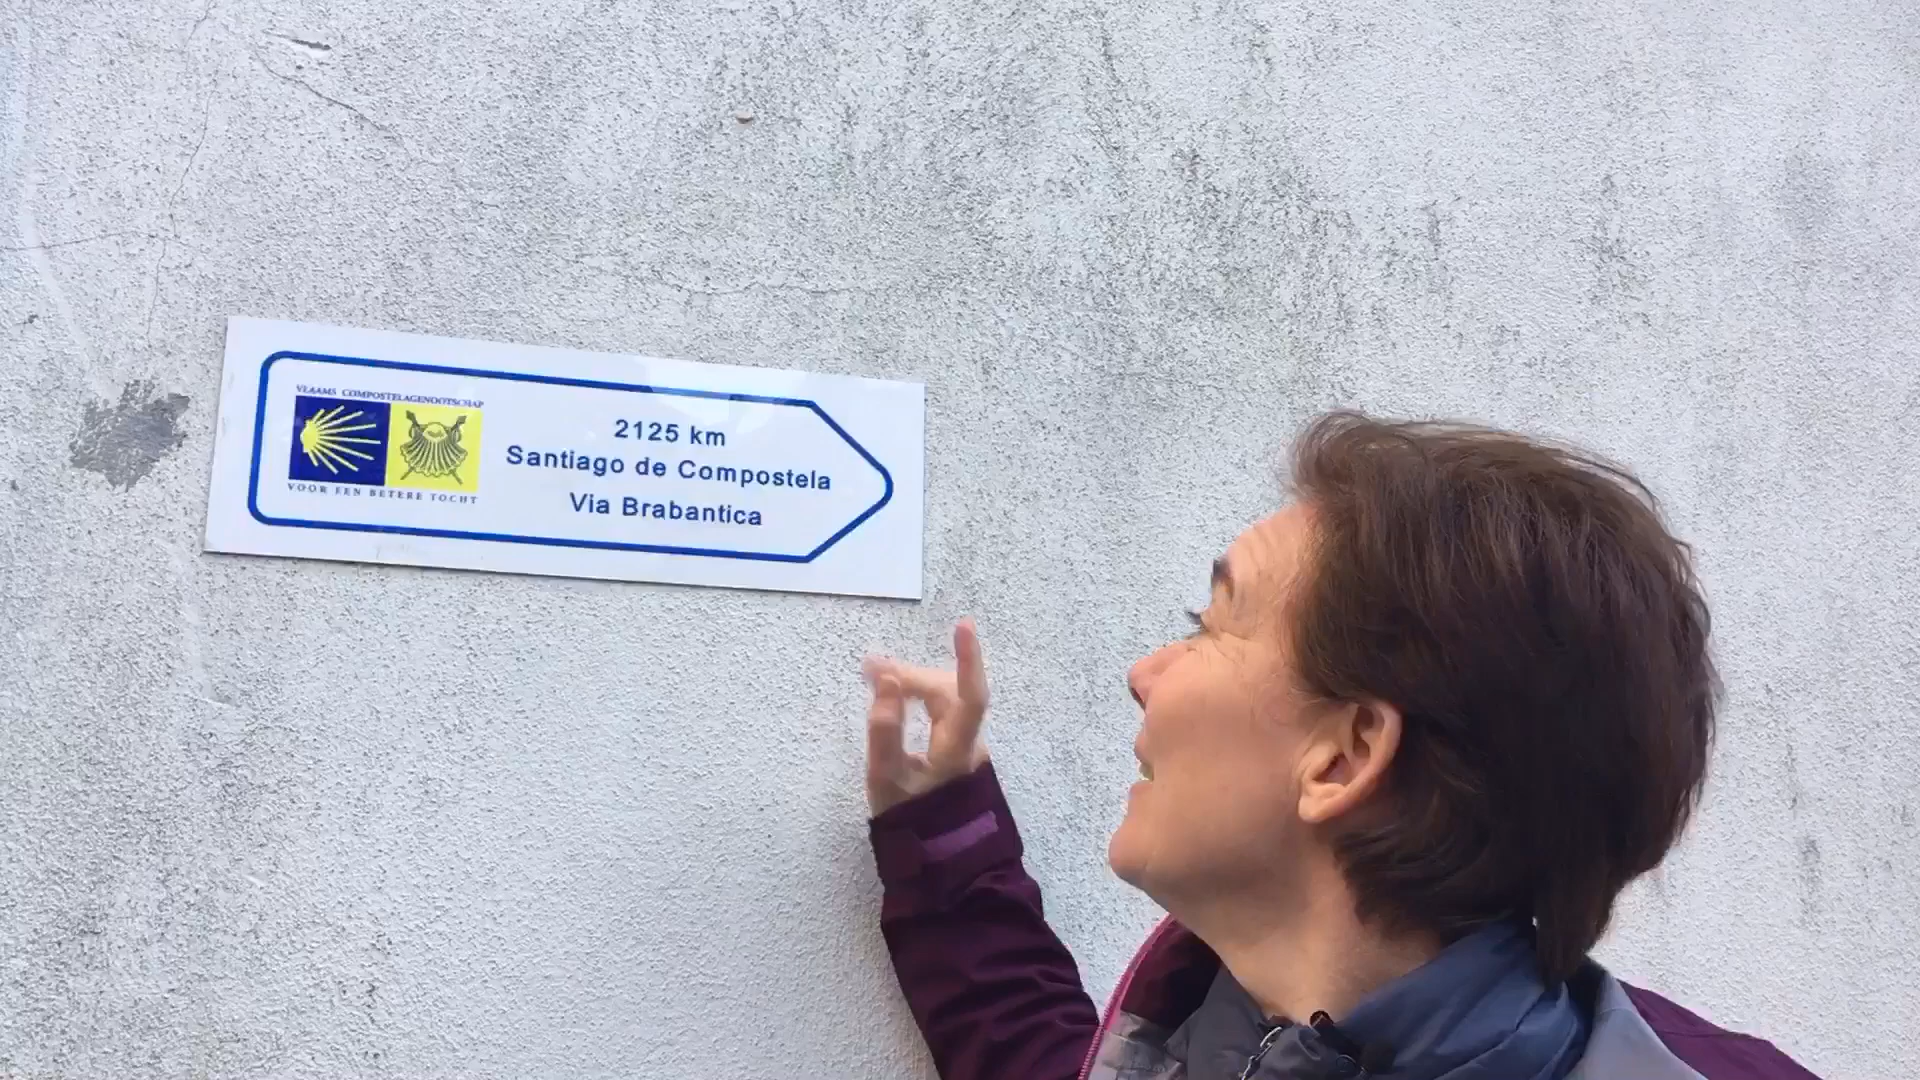 VLAAMS COMPOSTELAGENOOTSCHAP
VOOR EEN BETERE TOCHT
2125 km
Santiago de Compostela
Via Brabantica